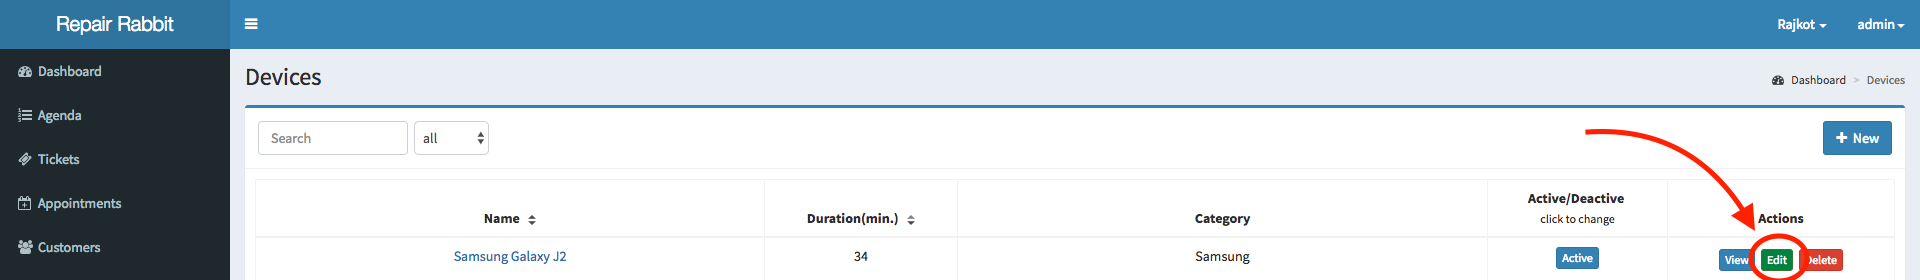 Repair Rabbit
Rajkot
admin
Dashboard
Agenda
Tickets
Appointments
Customers
Devices
Dashboard > Devices
Search
all
+ New
Name
Duration(min.)
Category
Active/Deactive
click to change
Actions
Samsung Galaxy J2
34
Samsung
Active
View
Edit
Delete